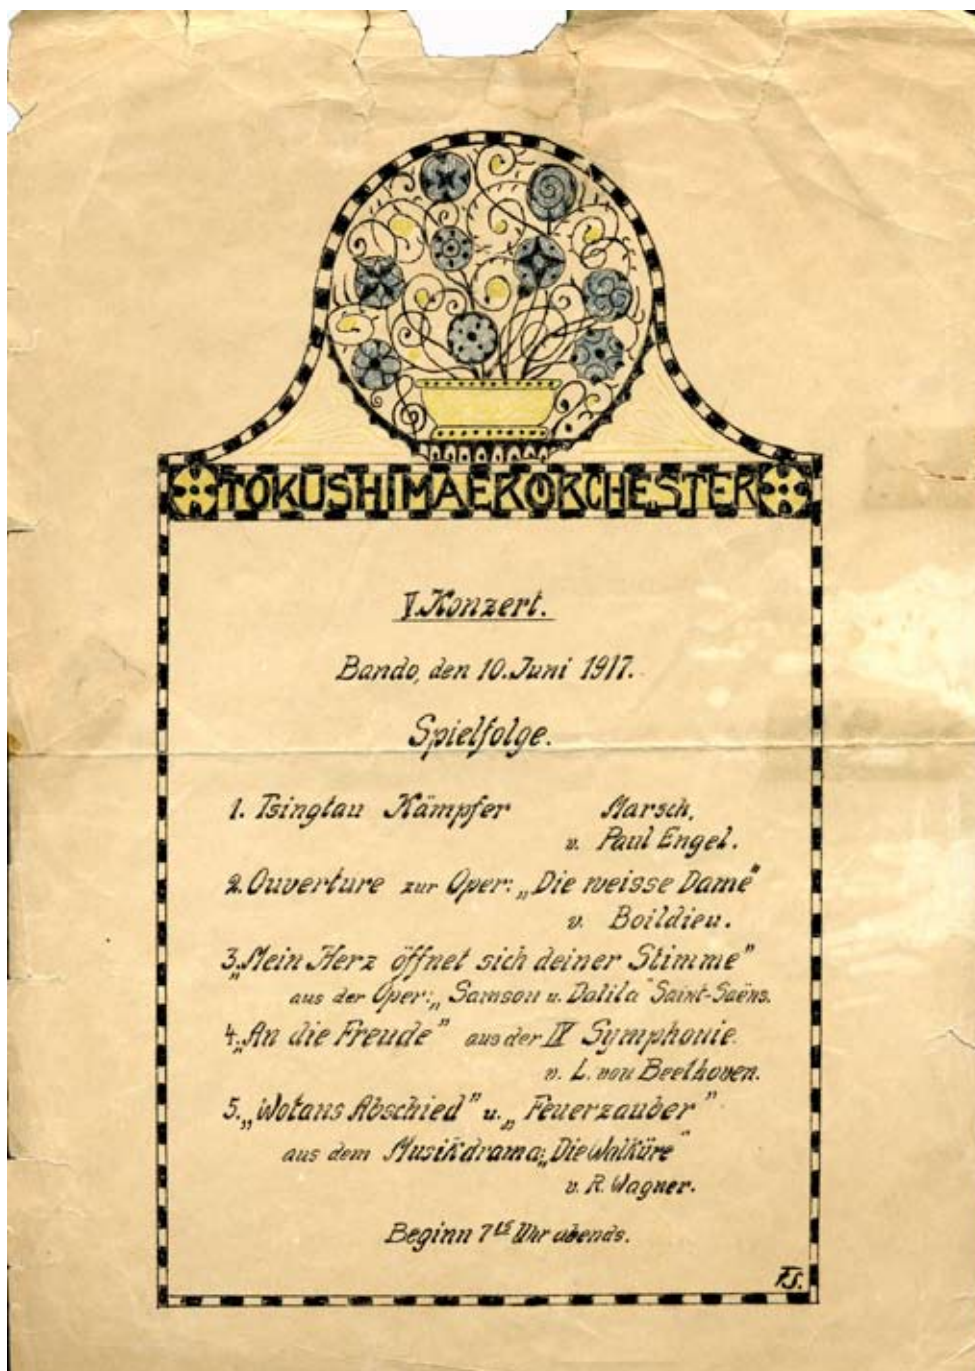 TOKUSHIMAER ORCHESTER
V. Konzert.
Bando, den 10. Juni 1917.
Spielfolge.
1. Tsingtau Kämpfer Marsch,
v. Paul Engel.
2. Ouverture zur Oper: „Die weisse Dame"
v. Boildieu.
3. „Mein Herz öffnet sich deiner Stimme"
aus der Oper: „Samson u. Dalila" Saint-Saëns.
4. „An die Freude" aus der IX Symphonie.
v. L. von Beethoven.
5. „Wotans Abschied" u. „Feuerzauber"
aus dem Musikdrama: „Die Walküre"
v. R. Wagner.
Beginn 7 15 Uhr abends.
FS.